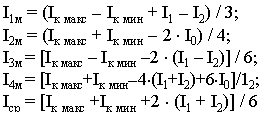 I1м = (Iк макс – Iк мин + I1 – I2) / 3;
I2м = (Iк макс + Iк мин – 2 · I0) / 4;
I3м = [Iк макс – Iк мин –2 · (I1 – I2)] / 6;
I4м = [Iк макс+Iк мин–4·(I1+I2)+6·I0]/12;
Iср = [Iк макс +Iк мин +2 · (I1 + I2)] / 6